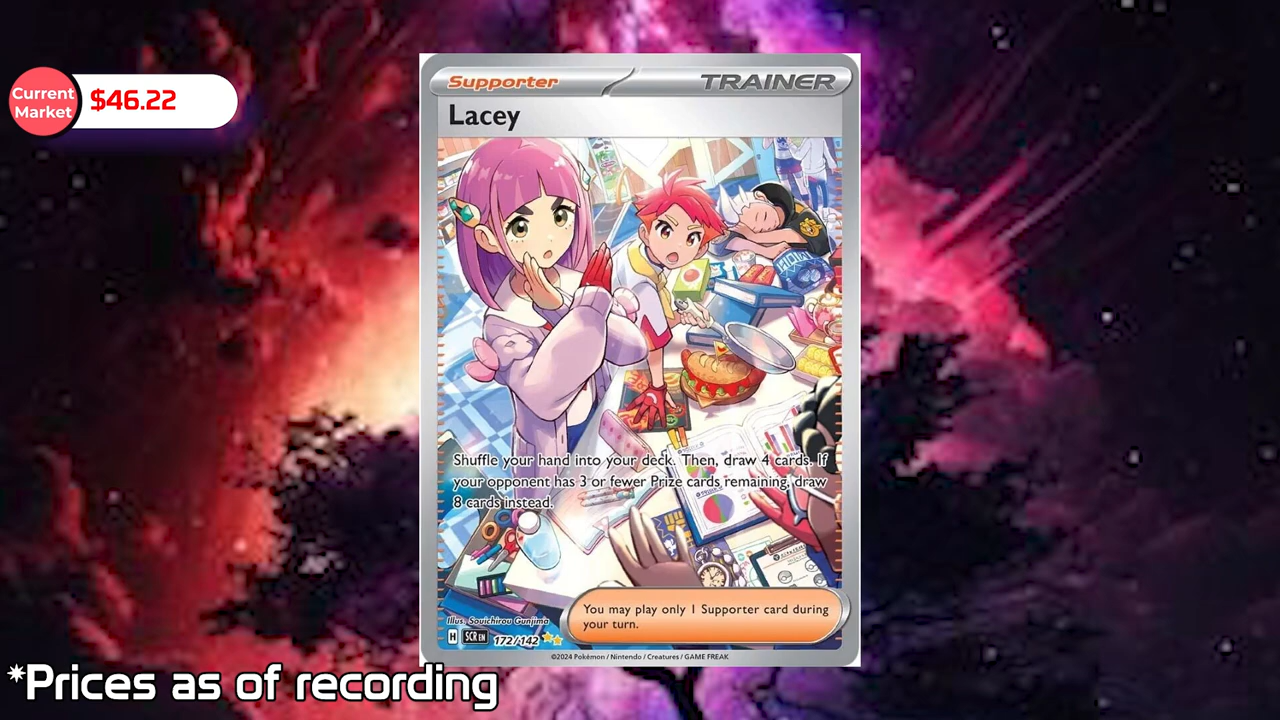 Current
Market
$46.22
Supporter
TRAINER
Lacey
Shuffle your hand into your deck. Then, draw 4 cards. If
your opponent has 3 or fewer Prize cards remaining, draw
8 cards instead.
You may play only 1 Supporter card during
your turn.
Illus. Souichirou Gunjima
H SCR EN 172/142
©2024 Pokémon / Nintendo / Creatures / GAME FREAK
*Prices as of recording